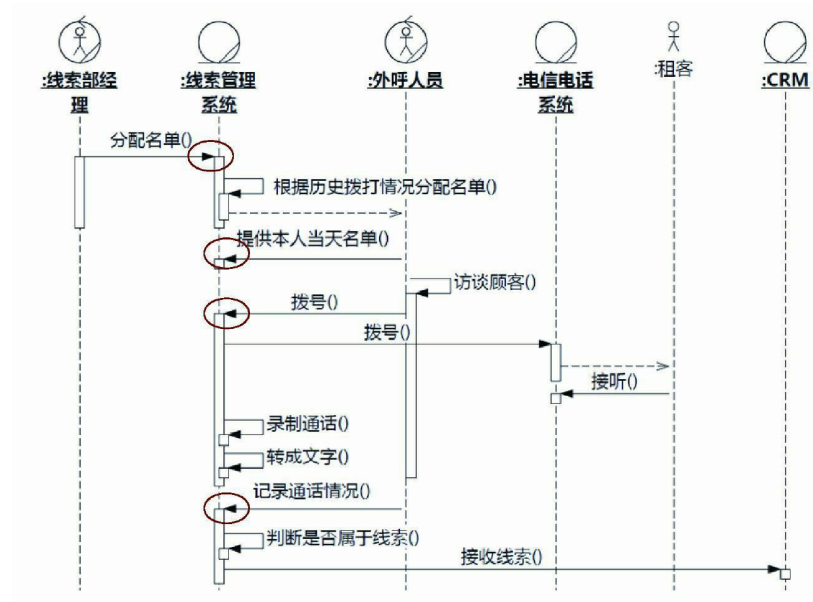 :线索部经
理
:线索管理
系统
:外呼人员
:电信电话
系统
:租客
:CRM
分配名单()
根据历史拨打情况分配名单()
提供本人当天名单()
访谈顾客()
拨号()
拨号()
接听()
录制通话()
转成文字()
记录通话情况()
判断是否属于线索()
接收线索()